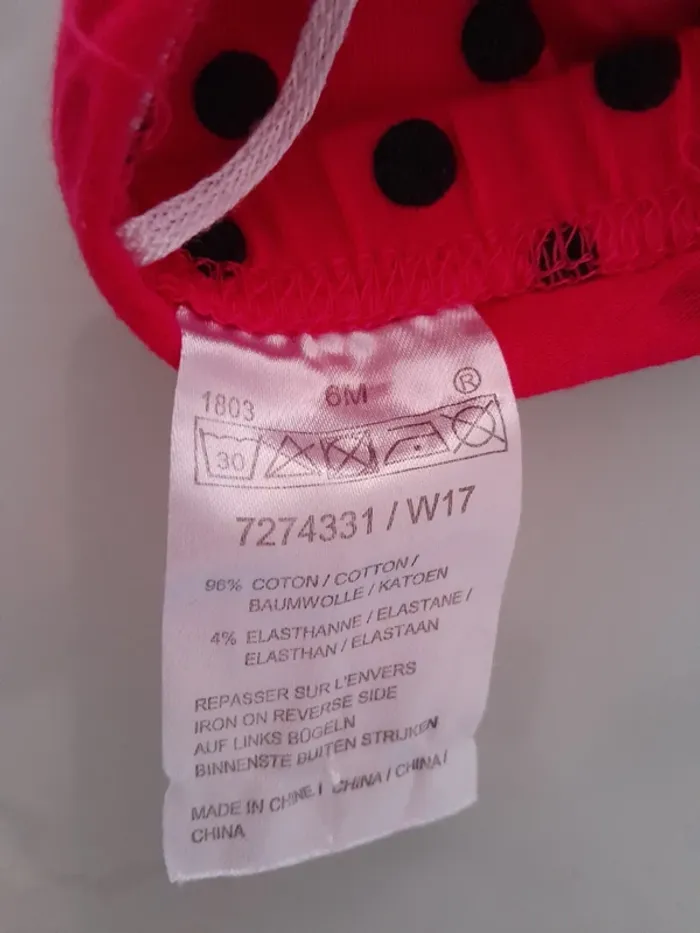 6M ®
1803
30
7274331 / W17
96% COTON / COTTON /
BAUMWOLLE / KATOEN
4% ELASTHANNE / ELASTANE /
ELASTHAN / ELASTAAN
REPASSER SUR L'ENVERS
IRON ON REVERSE SIDE
AUF LINKS BÜGELN
BINNENSTE BUITEN STRIJKEN
MADE IN CHINE / CHINA / CHINA /
CHINA